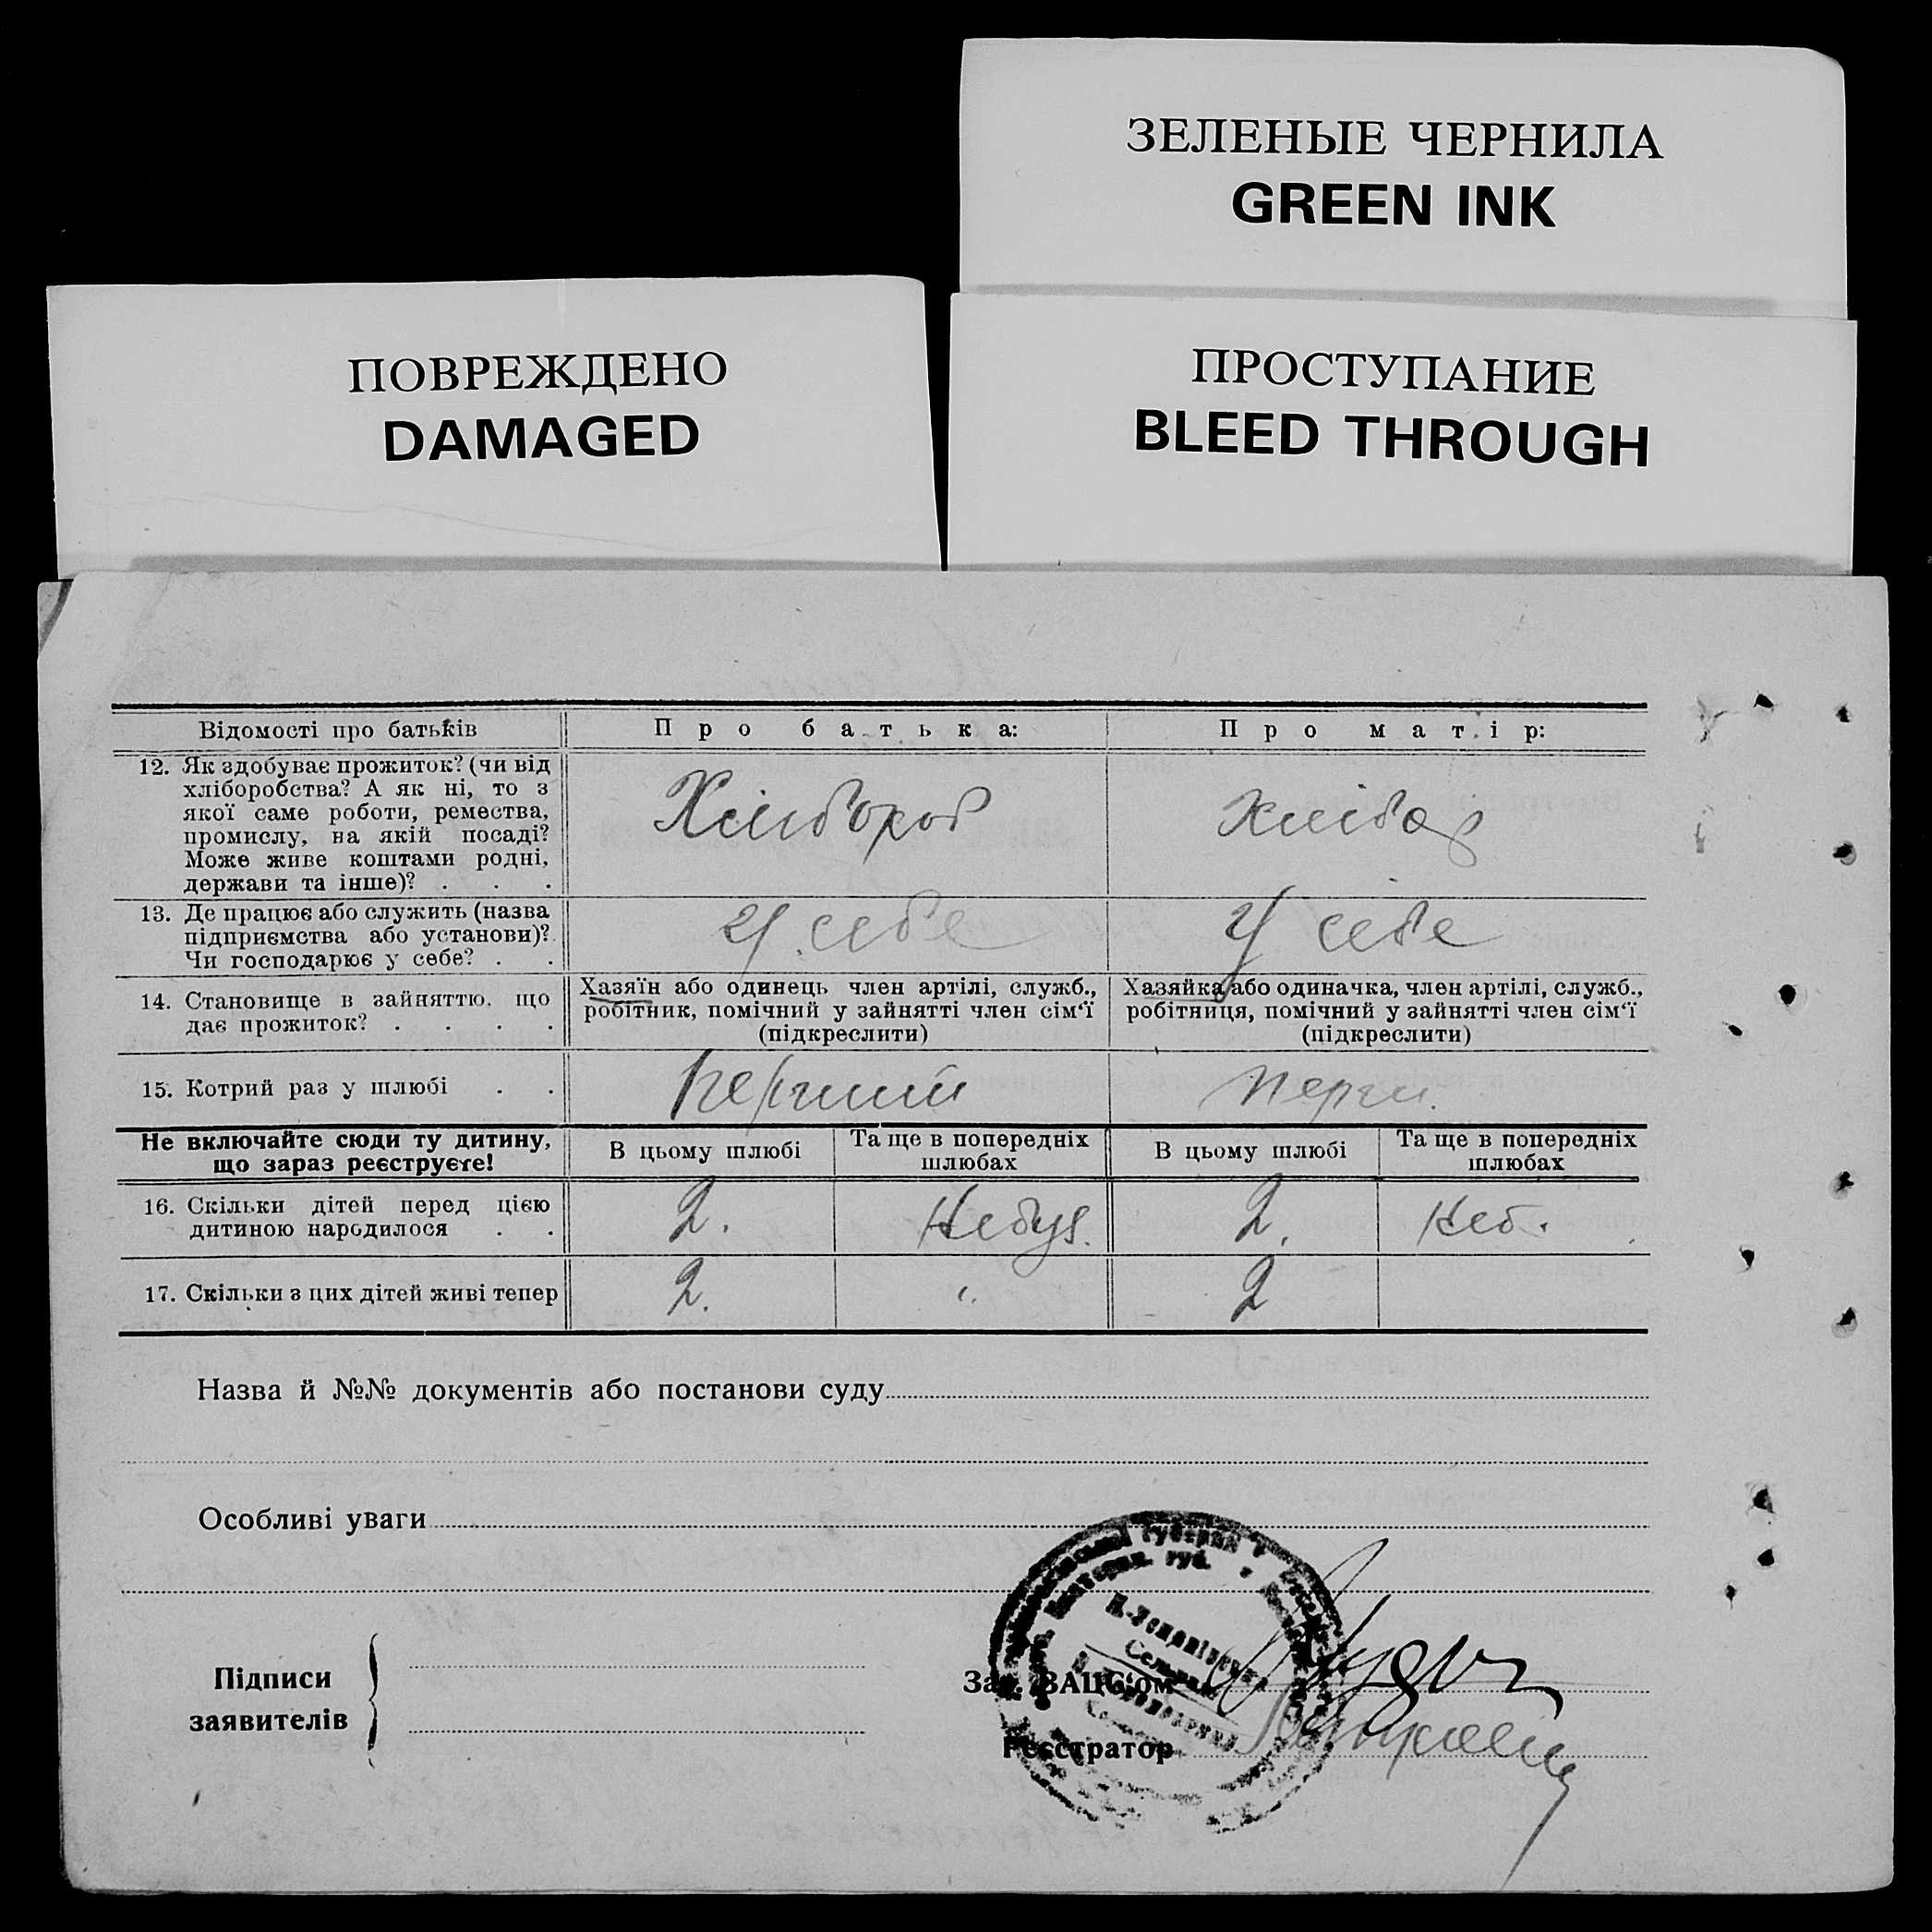 ЗЕЛЕНЫЕ ЧЕРНИЛА
GREEN INK
ПОВРЕЖДЕНО
DAMAGED
ПРОСТУПАНИЕ
BLEED THROUGH
Відомості про батьків
Про батька:
Про матір:
12. Як здобуває прожиток? (чи від
хліборобства? А як ні, то з
якої саме роботи, ремества,
промислу, на якій посаді?
Може живе коштами родні,
держави та інше)? . . .
Хлібороб
Хлібор
13. Де працює або служить (назва
підприємства або установи)?
Чи господарює у себе? . .
У себе
У себе
14. Становище в зайняттю. що
дає прожиток? . . . .
Хазяїн або одинець член артілі, служб.,
робітник, помічний у зайнятті член сім'ї
(підкреслити)
Хазяйка або одиначка, член артілі, служб.,
робітниця, помічний у зайнятті член сім'ї
(підкреслити)
15. Котрий раз у шлюбі . .
Перший
Перш.
Не включайте сюди ту дитину,
що зараз реєструєте!
В цьому шлюбі
Та ще в попередніх
шлюбах
В цьому шлюбі
Та ще в попередніх
шлюбах
16. Скільки дітей перед цією
дитиною народилося . .
2.
Небул.
2.
Неб.
17. Скільки з цих дітей живі тепер
2.
"
2
Назва й №№ документів або постанови суду
Особливі уваги
Підписи
заявителів
Зав. ЗАЦС'ом
Реєстратор